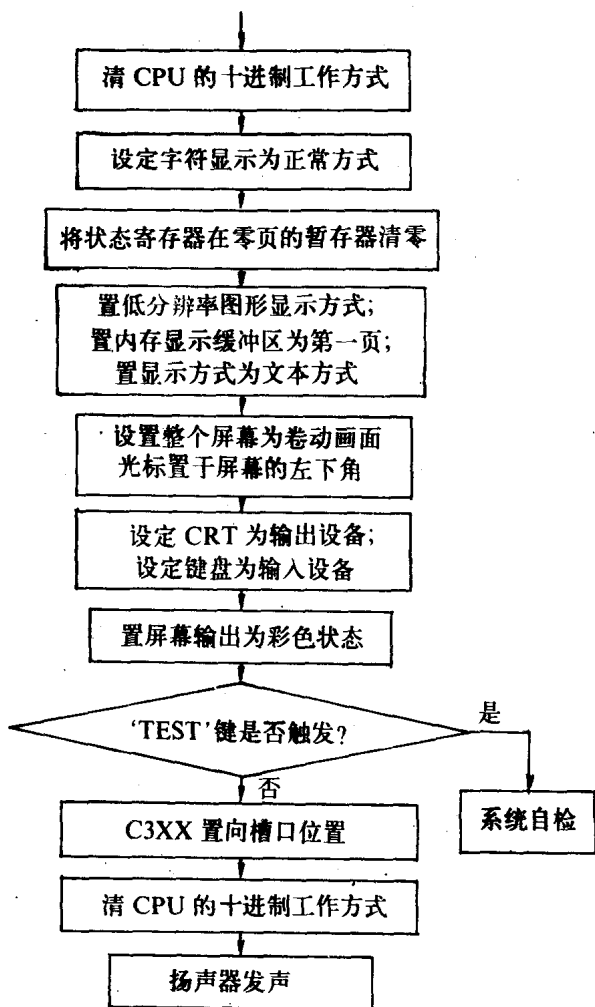 清 CPU 的十进制工作方式
设定字符显示为正常方式
将状态寄存器在零页的暂存器清零
置低分辨率图形显示方式;
置内存显示缓冲区为第一页;
置显示方式为文本方式
设置整个屏幕为卷动画面
光标置于屏幕的左下角
设定 CRT 为输出设备;
设定键盘为输入设备
置屏幕输出为彩色状态
‘TEST’键是否触发?
是
否
系统自检
C3XX 置向槽口位置
清 CPU 的十进制工作方式
扬声器发声